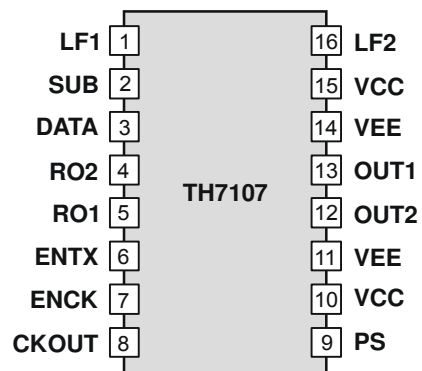 LF1 1 16 LF2
SUB 2 15 VCC
DATA 3 14 VEE
RO2 4 13 OUT1
TH7107
RO1 5 12 OUT2
ENTX 6 11 VEE
ENCK 7 10 VCC
CKOUT 8 9 PS